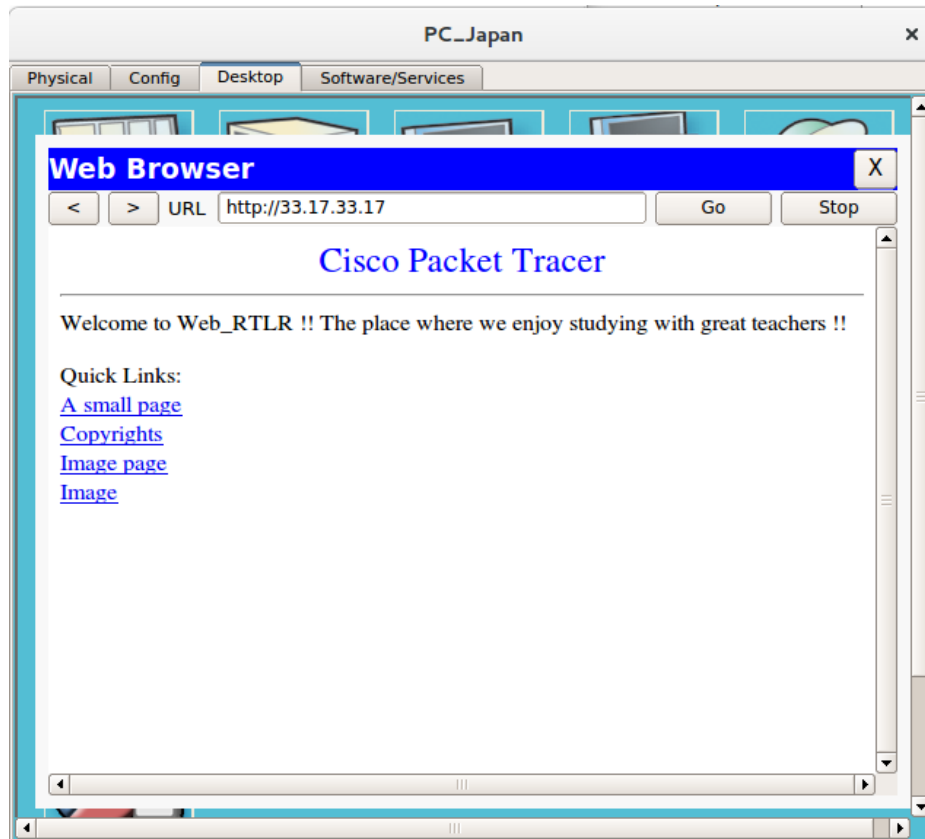 PC_Japan
×
Physical Config Desktop Software/Services
Web Browser X
< > URL http://33.17.33.17 Go Stop
Cisco Packet Tracer
Welcome to Web_RTLR !! The place where we enjoy studying with great teachers !!
Quick Links:
A small page
Copyrights
Image page
Image